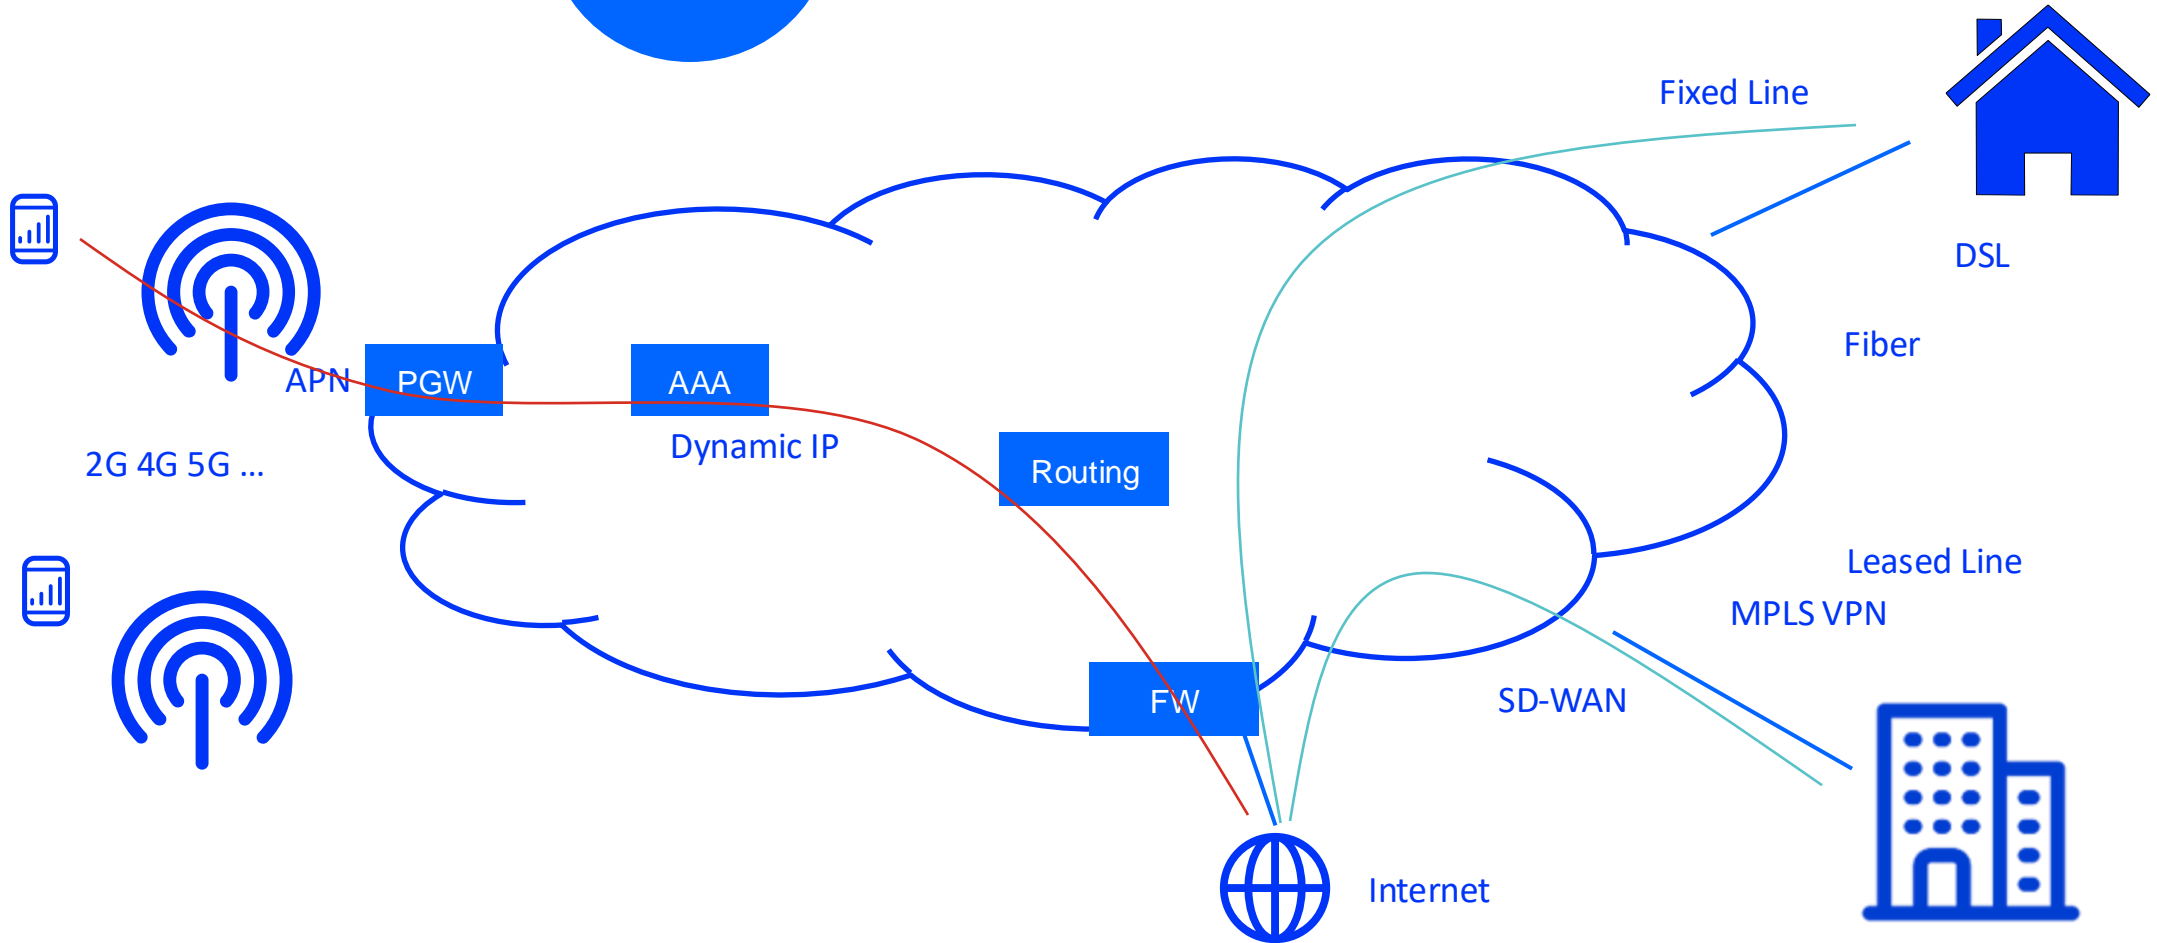 Fixed Line
DSL
Fiber
APN
PGW
AAA
Dynamic IP
2G 4G 5G ...
Routing
Leased Line
MPLS VPN
FW
SD-WAN
Internet